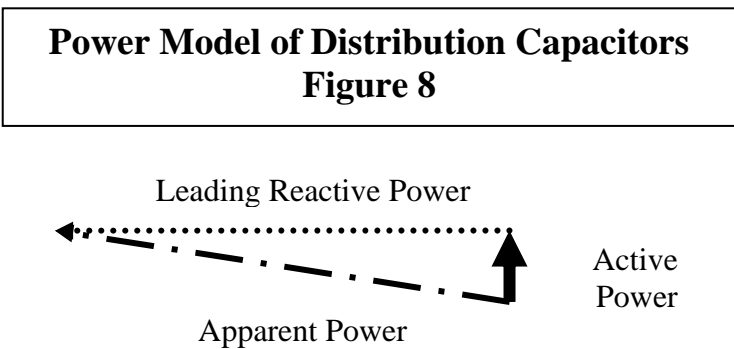 Power Model of Distribution Capacitors
Figure 8
Leading Reactive Power
Active
Power
Apparent Power